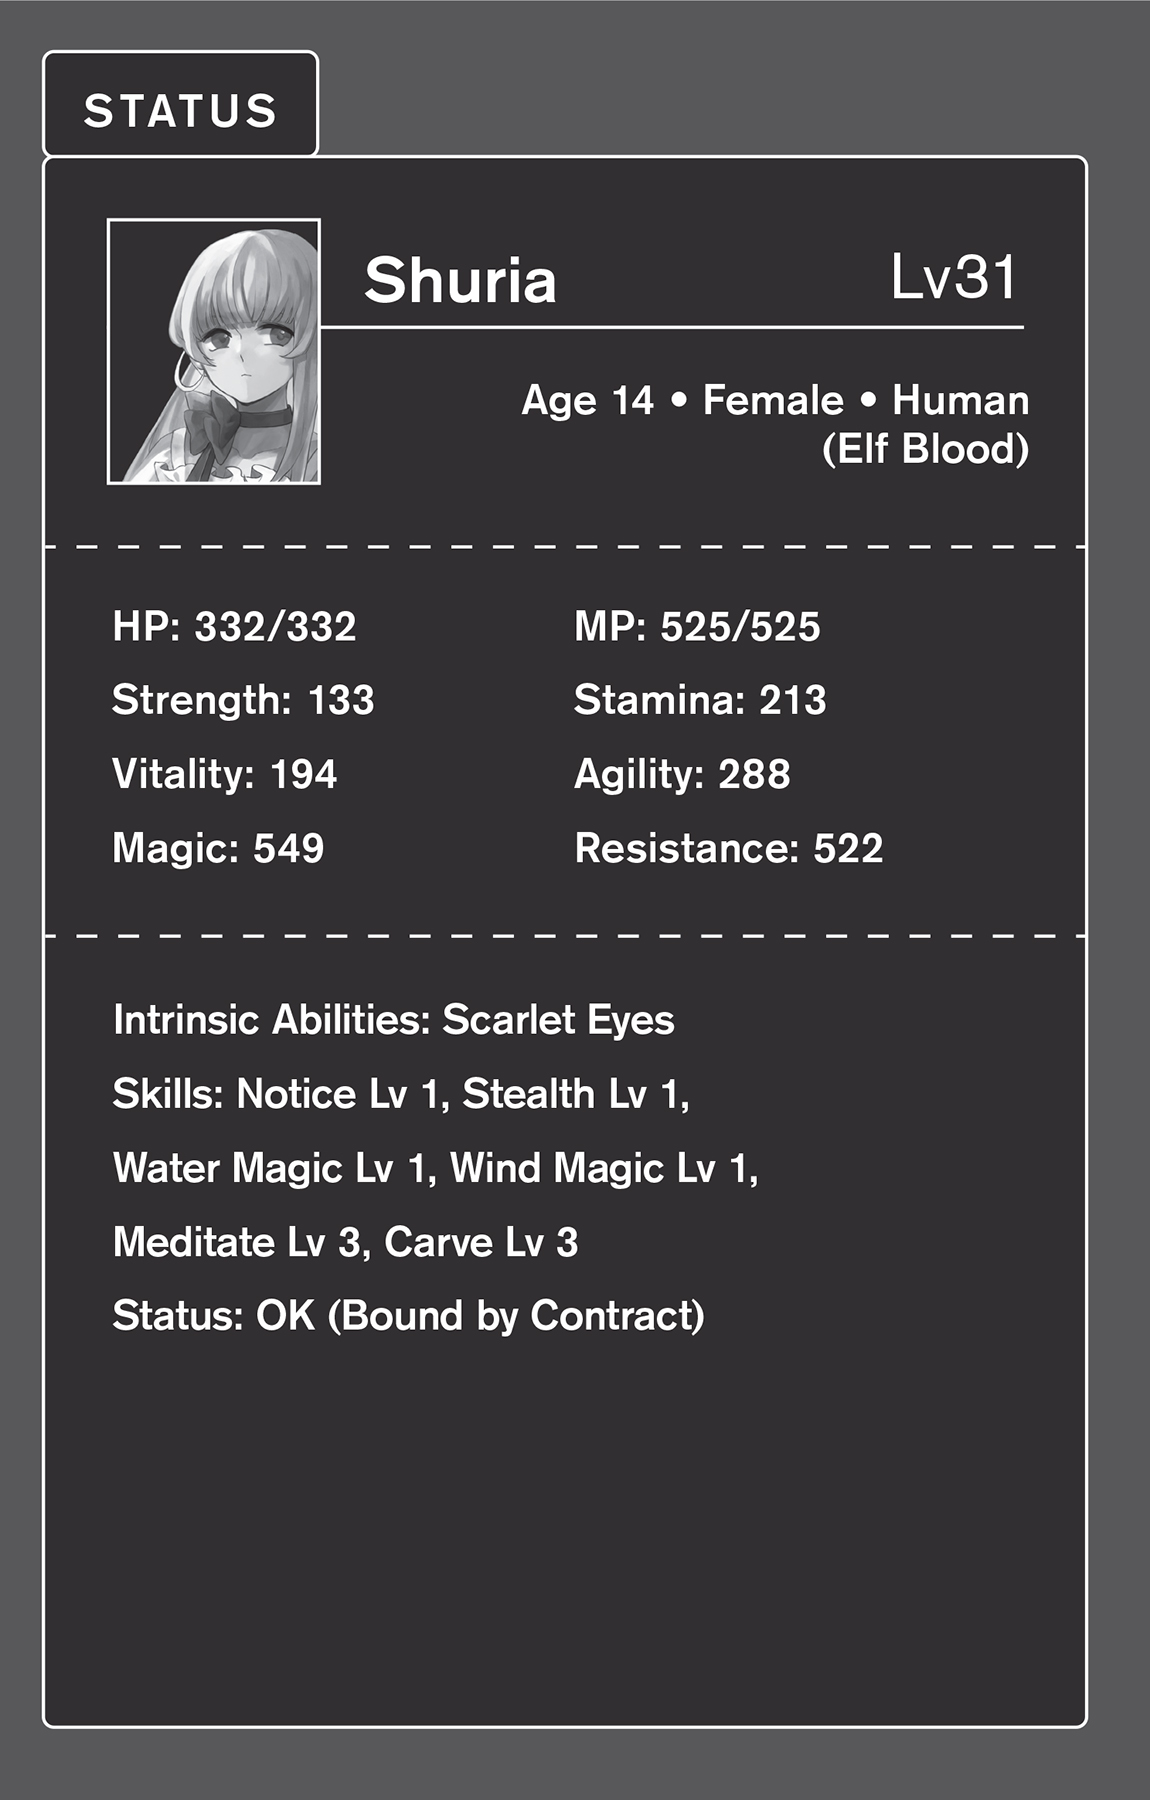 STATUS
Shuria Lv31
Age 14 • Female • Human
(Elf Blood)
HP: 332/332 MP: 525/525
Strength: 133 Stamina: 213
Vitality: 194 Agility: 288
Magic: 549 Resistance: 522
Intrinsic Abilities: Scarlet Eyes
Skills: Notice Lv 1, Stealth Lv 1,
Water Magic Lv 1, Wind Magic Lv 1,
Meditate Lv 3, Carve Lv 3
Status: OK (Bound by Contract)